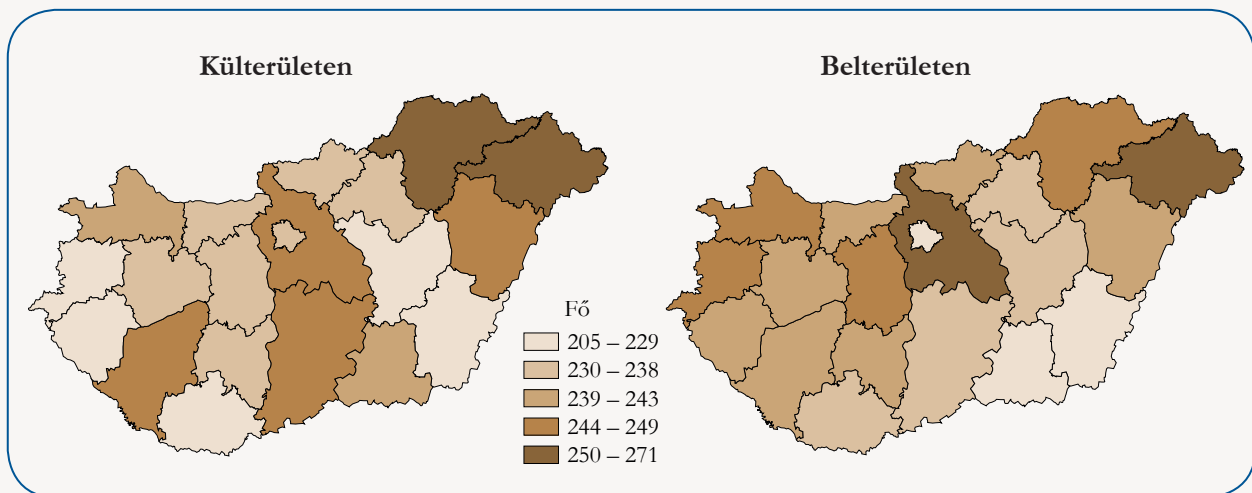 Külterületen
Belterületen
Fő
205 – 229
230 – 238
239 – 243
244 – 249
250 – 271